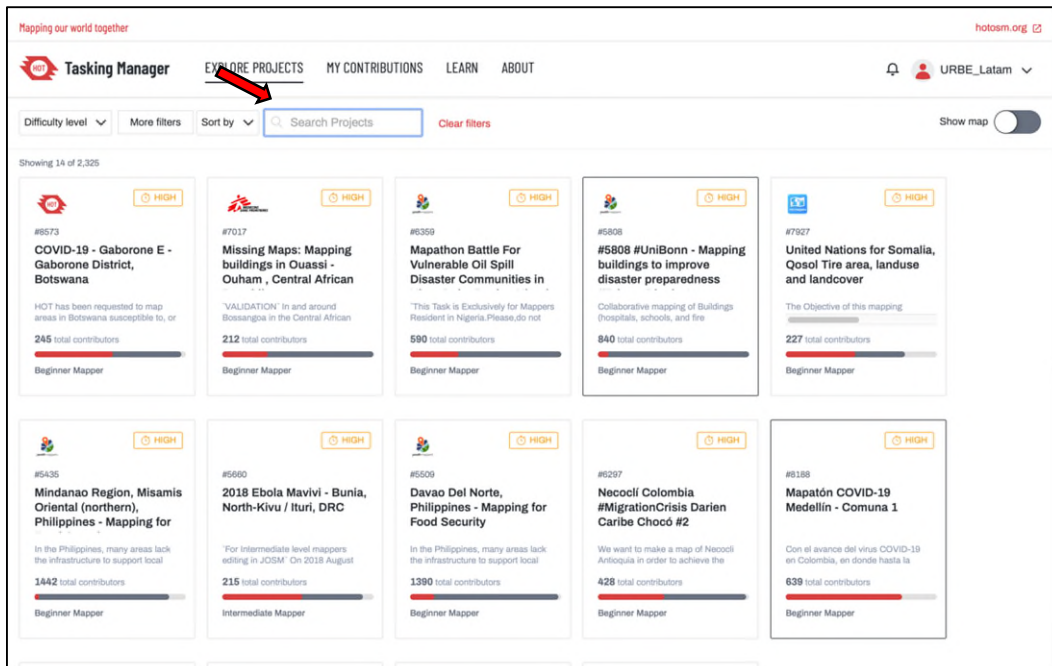 Mapping our world together
hotosm.org
HOT Tasking Manager EXPLORE PROJECTS MY CONTRIBUTIONS LEARN ABOUT URBE_Latam
Difficulty level More filters Sort by Search Projects Clear filters Show map
Showing 14 of 2,325
HIGH
#6573
COVID-19 - Gaborone E -
Gaborone District,
Botswana
HOT has been requested to map
areas in Botswana susceptible to, or
245 total contributors
Beginner Mapper
HIGH
#7017
Missing Maps: Mapping
buildings in Ouassi -
Ouham , Central African
`VALIDATION` In and around
Bossangoa in the Central African
212 total contributors
Beginner Mapper
HIGH
#6359
Mapathon Battle For
Vulnerable Oil Spill
Disaster Communities in
`This Task is Exclusively for Mappers
Resident in Nigeria.Please,do not
590 total contributors
Beginner Mapper
HIGH
#5808
#5808 #UniBonn - Mapping
buildings to improve
disaster preparedness
Collaborative mapping of Buildings
(hospitals, schools, and fire
840 total contributors
Beginner Mapper
HIGH
#7927
United Nations for Somalia,
Qosol Tire area, landuse
and landcover
The Objective of this mapping
227 total contributors
Beginner Mapper
HIGH
#5435
Mindanao Region, Misamis
Oriental (northern),
Philippines - Mapping for
In the Philippines, many areas lack
the infrastructure to support local
1442 total contributors
Beginner Mapper
HIGH
#5660
2018 Ebola Mavivi - Bunia,
North-Kivu / Ituri, DRC
`For Intermediate level mappers
editing in JOSM` On 2018 August
215 total contributors
Intermediate Mapper
HIGH
#5509
Davao Del Norte,
Philippines - Mapping for
Food Security
In the Philippines, many areas lack
the infrastructure to support local
1390 total contributors
Beginner Mapper
HIGH
#6297
Necoclí Colombia
#MigrationCrisis Darien
Caribe Chocó #2
We want to make a map of Necoclí
Antioquia in order to achieve the
428 total contributors
Beginner Mapper
HIGH
#8188
Mapatón COVID-19
Medellín - Comuna 1
Con el avance del virus COVID-19
en Colombia, en donde hasta la
639 total contributors
Beginner Mapper